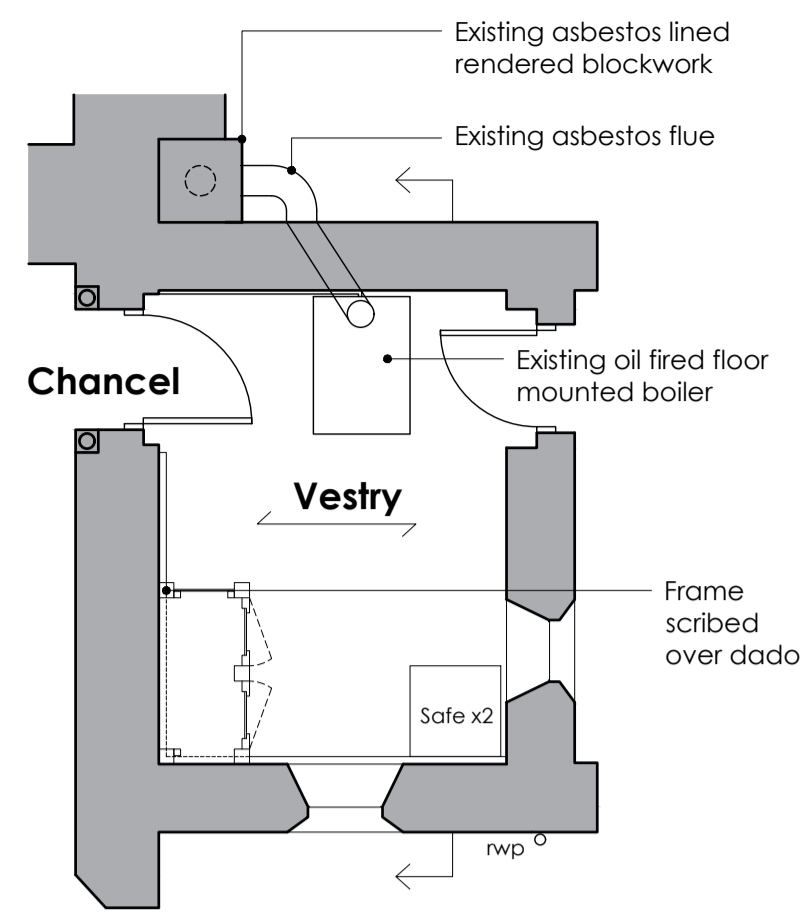 Existing asbestos lined
rendered blockwork
Existing asbestos flue
Chancel
Existing oil fired floor
mounted boiler
Vestry
Frame
scribed
over dado
Safe x2
rwp